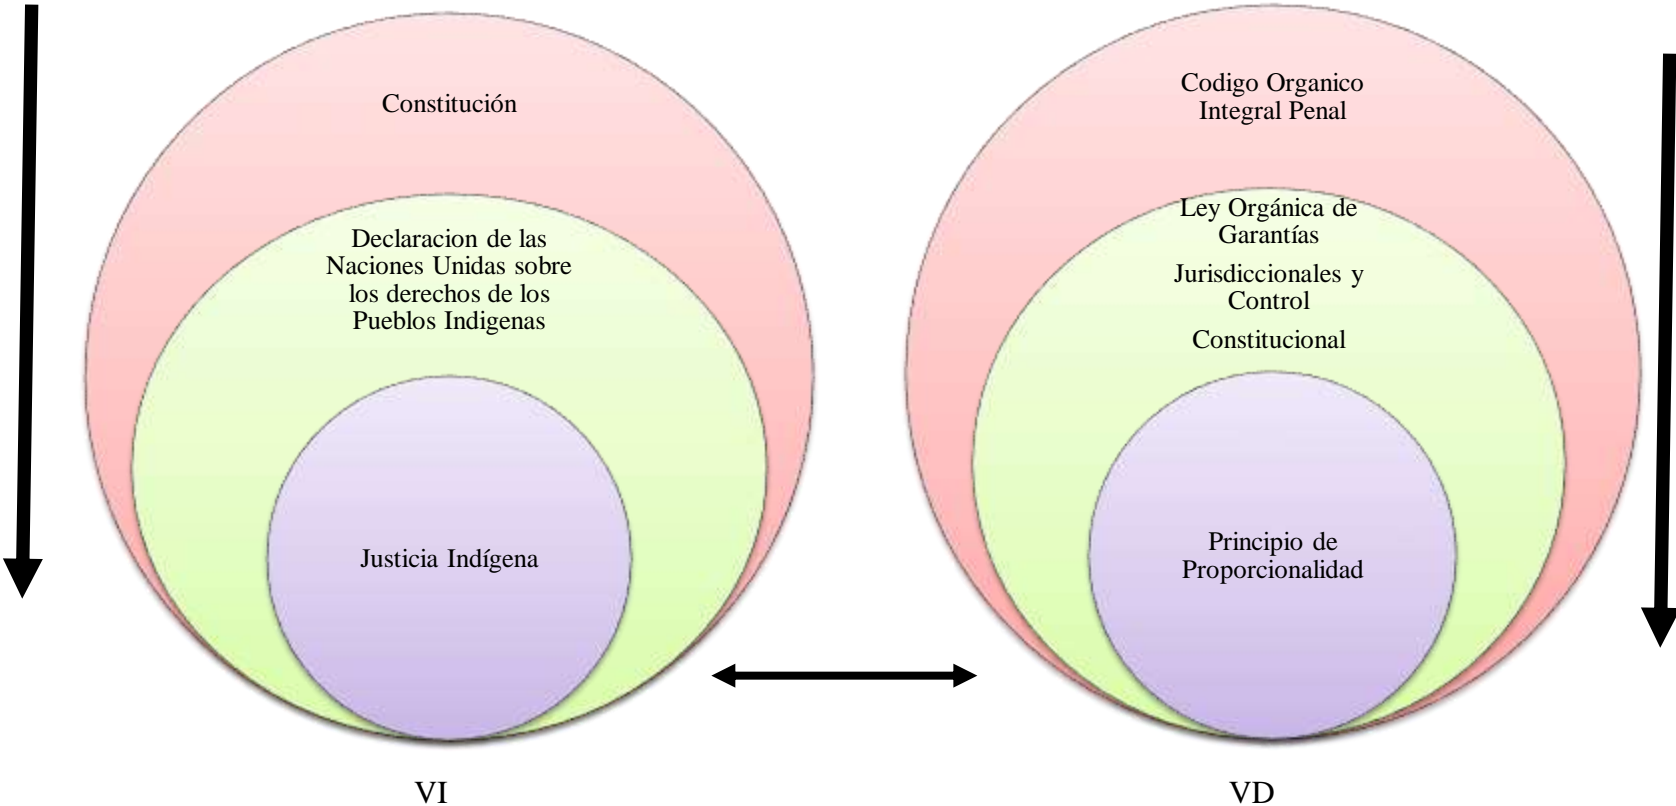 Constitución
Declaracion de las
Naciones Unidas sobre
los derechos de los
Pueblos Indigenas
Justicia Indígena
VI
Codigo Organico
Integral Penal
Ley Orgánica de
Garantías
Jurisdiccionales y
Control
Constitucional
Principio de
Proporcionalidad
VD